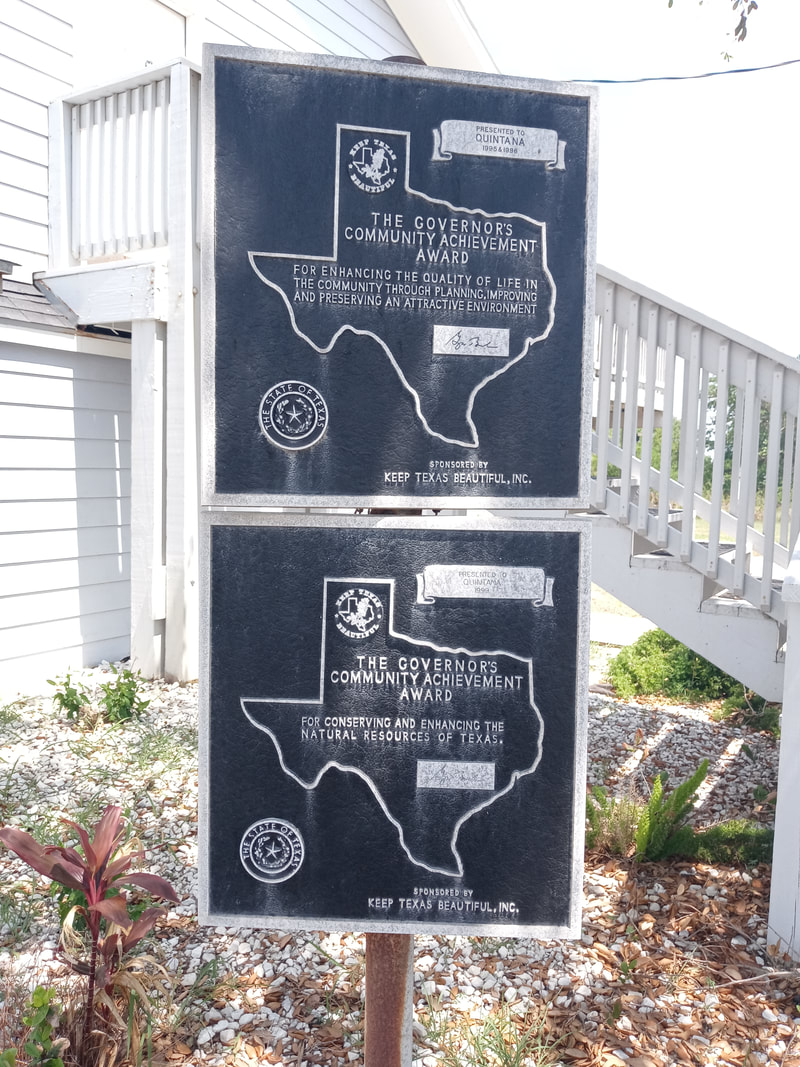 PRESENTED TO
QUINTANA
1995 & 1996
KEEP TEXAS
BEAUTIFUL
THE GOVERNOR'S
COMMUNITY ACHIEVEMENT
AWARD
FOR ENHANCING THE QUALITY OF LIFE IN
THE COMMUNITY THROUGH PLANNING, IMPROVING
AND PRESERVING AN ATTRACTIVE ENVIRONMENT
THE STATE OF TEXAS
SPONSORED BY
KEEP TEXAS BEAUTIFUL, INC.
PRESENTED TO
QUINTANA
1999
KEEP TEXAS
BEAUTIFUL
THE GOVERNOR'S
COMMUNITY ACHIEVEMENT
AWARD
FOR CONSERVING AND ENHANCING THE
NATURAL RESOURCES OF TEXAS.
THE STATE OF TEXAS
SPONSORED BY
KEEP TEXAS BEAUTIFUL, INC.